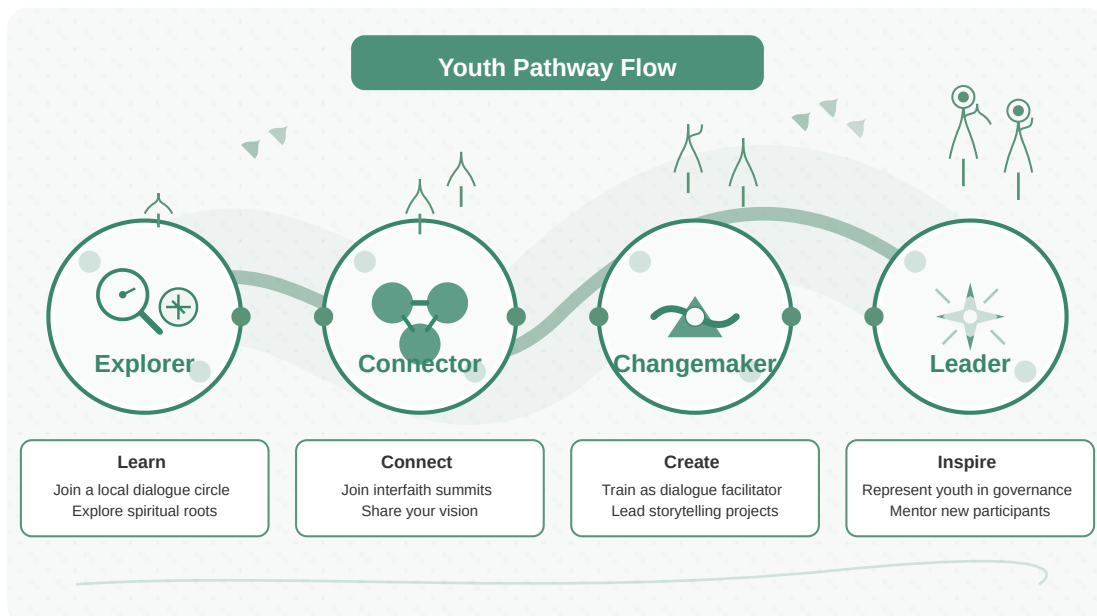 Youth Pathway Flow
Explorer
Connector
Changemaker
Leader
Learn
Join a local dialogue circle
Explore spiritual roots
Connect
Join interfaith summits
Share your vision
Create
Train as dialogue facilitator
Lead storytelling projects
Inspire
Represent youth in governance
Mentor new participants